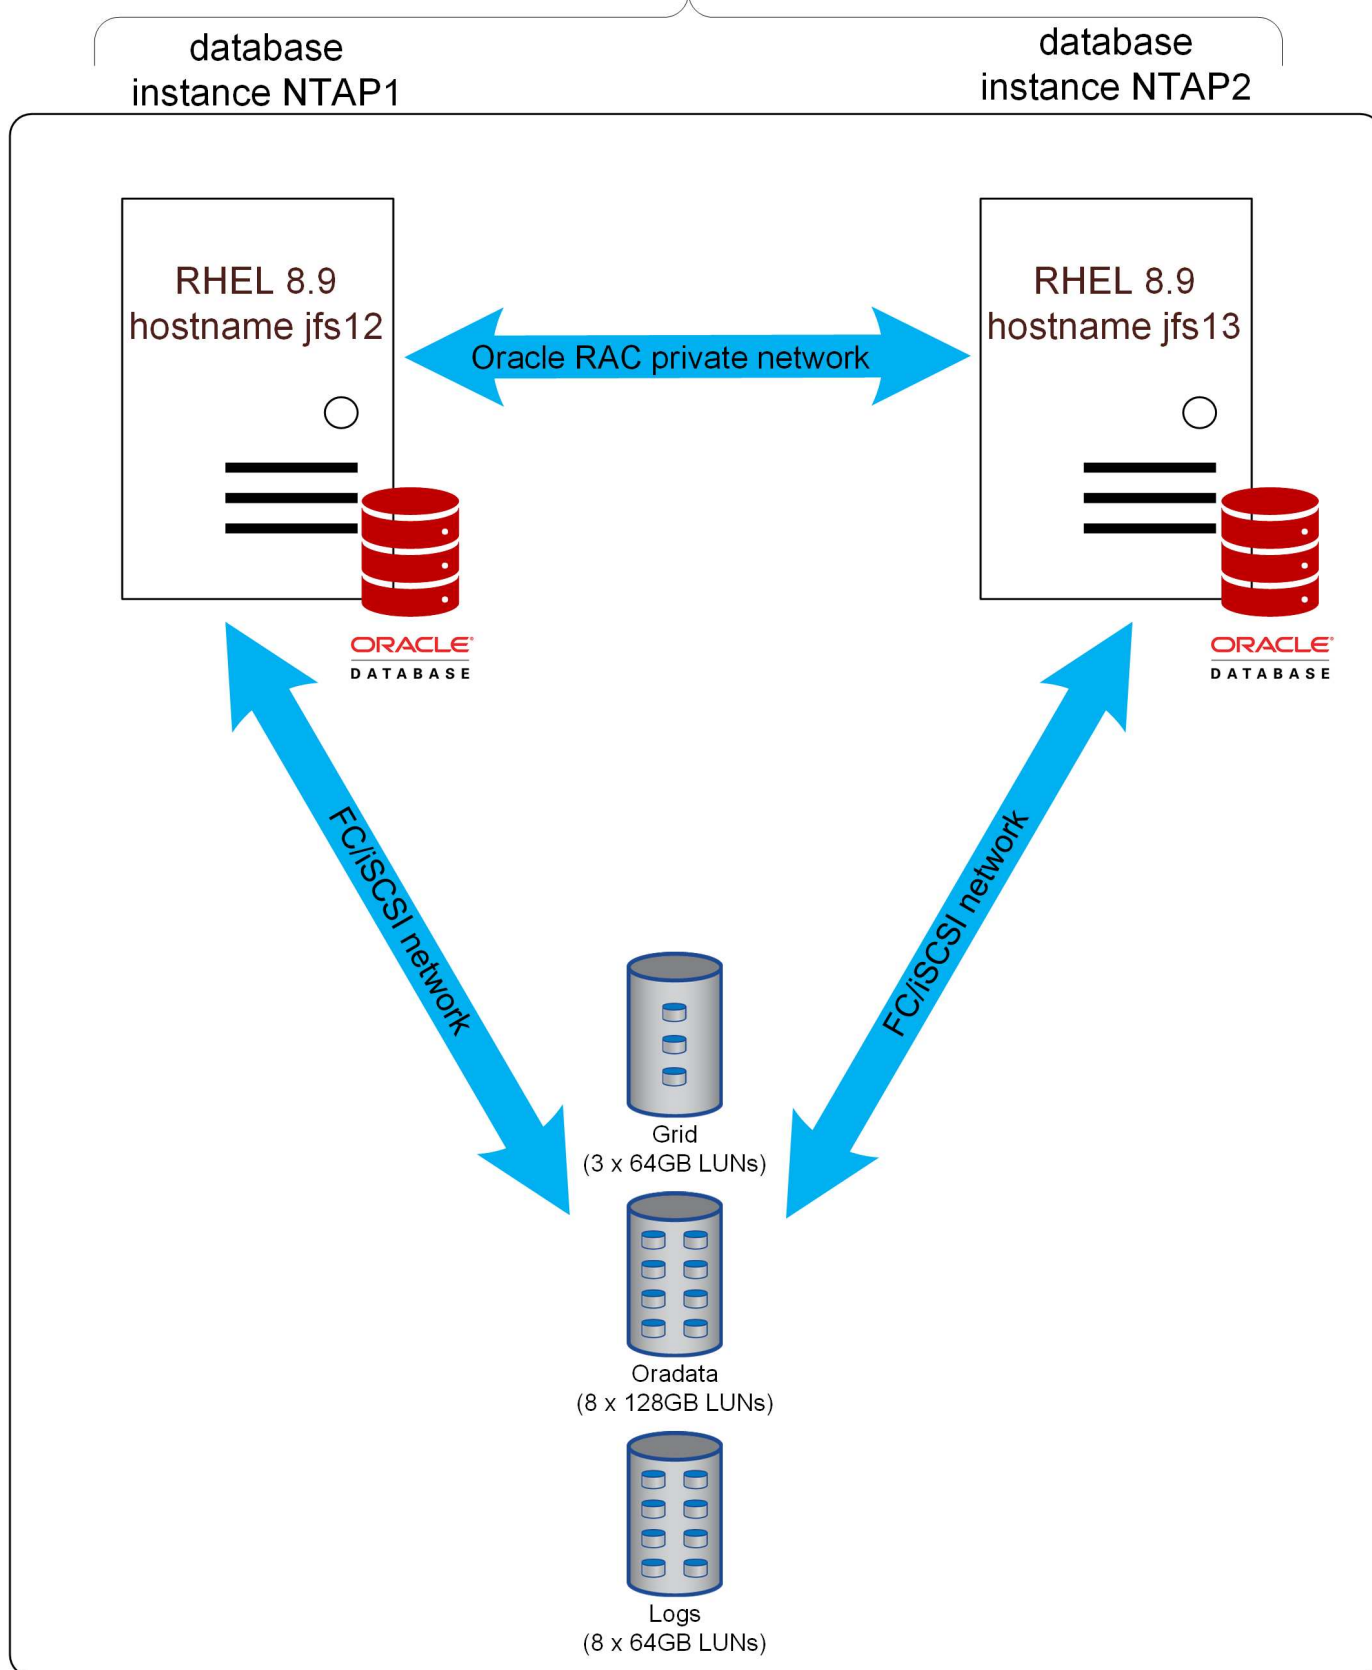 database
instance NTAP1
database
instance NTAP2
RHEL 8.9
hostname jfs12
RHEL 8.9
hostname jfs13
Oracle RAC private network
ORACLE®
DATABASE
ORACLE®
DATABASE
FC/iSCSI network
FC/iSCSI network
Grid
(3 x 64GB LUNs)
Oradata
(8 x 128GB LUNs)
Logs
(8 x 64GB LUNs)